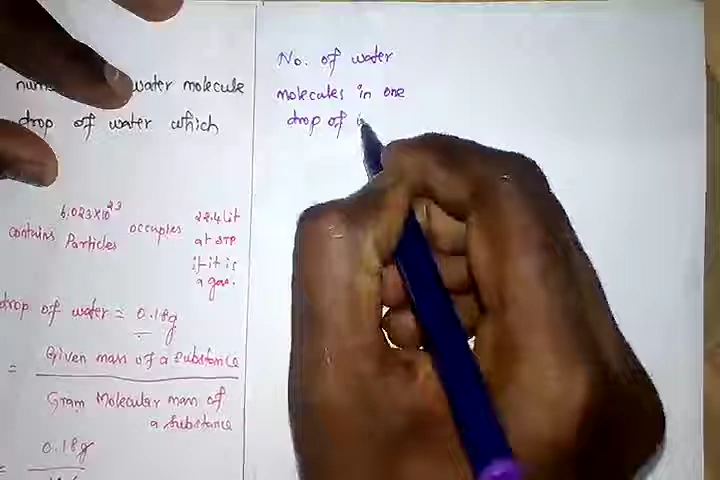 water molecule
drop of water which
6.023×10²³
contains Particles occupies 22.4 lit
at STP
if it is
a gas.
drop of water = 0.18g
= Given mass of a substance
Gram Molecular mass of
a substance
= 0.18g
No. of water
molecules in one
drop of